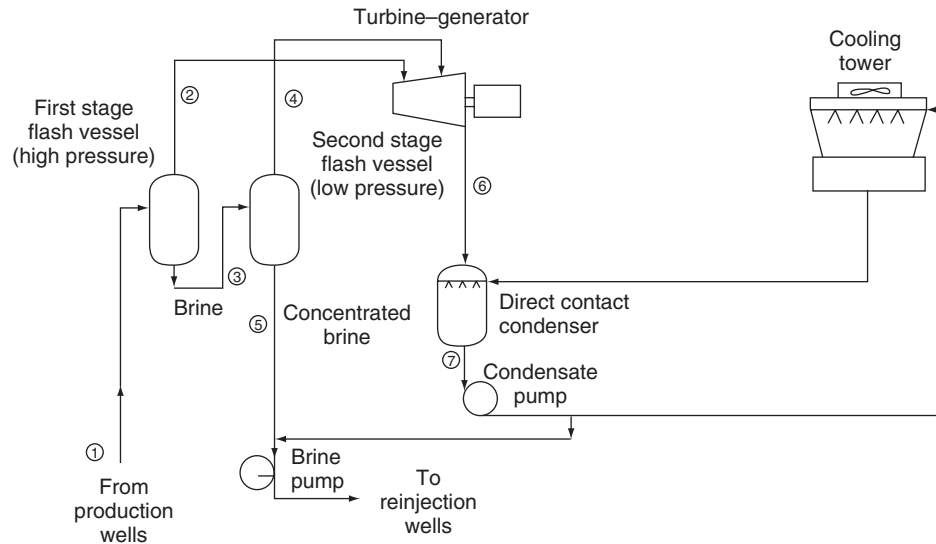 Turbine–generator
Cooling
tower
②
④
First stage
flash vessel
(high pressure)
Second stage
flash vessel
(low pressure)
⑥
③
Brine
Direct contact
condenser
⑤
Concentrated
brine
⑦
Condensate
pump
①
From
production
wells
Brine
pump
To
reinjection
wells